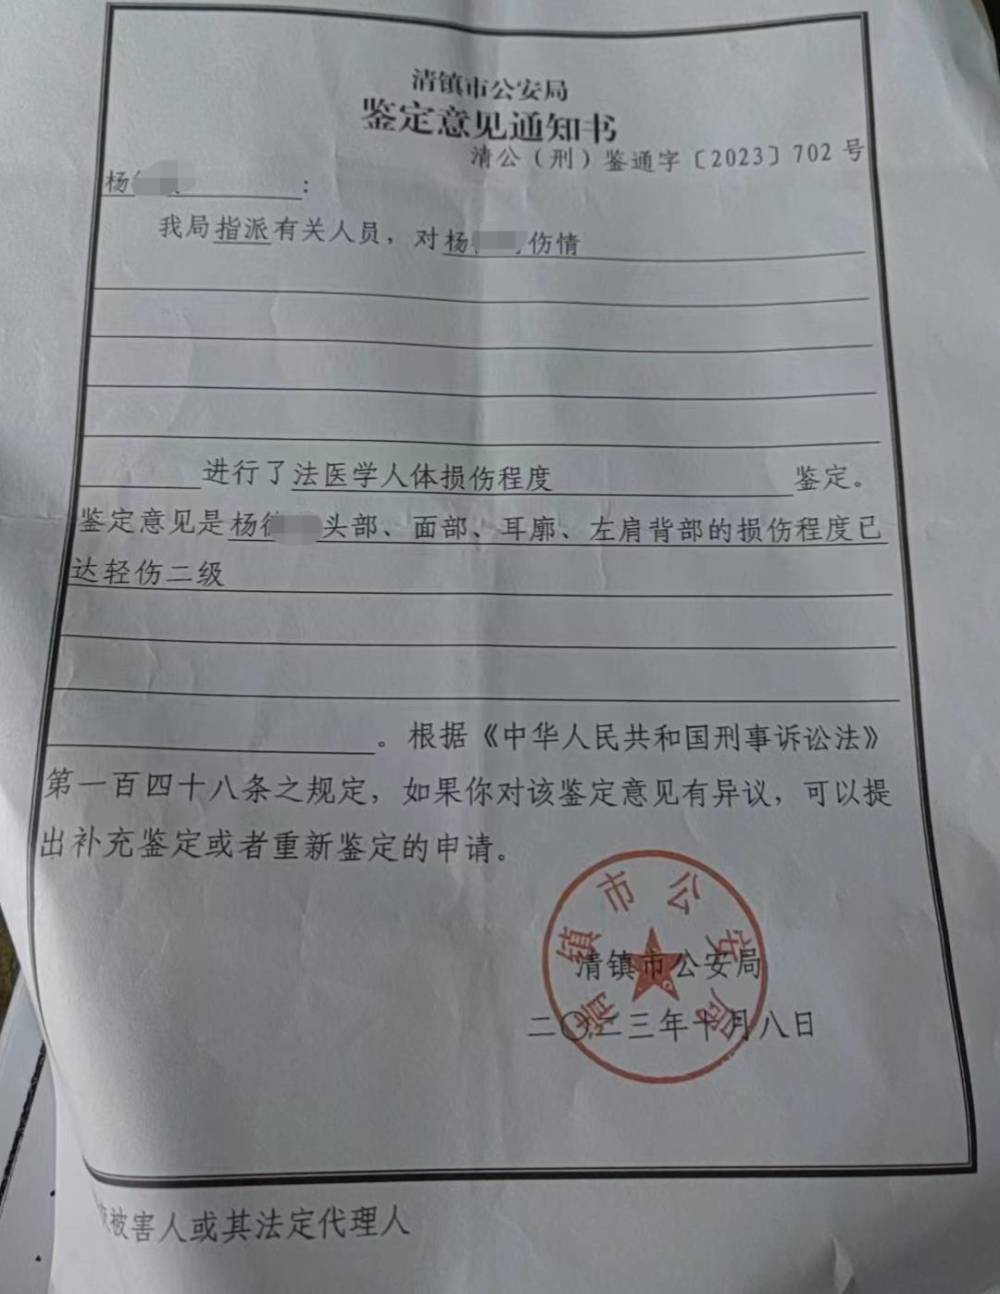 清镇市公安局
鉴定意见通知书
清公（刑）鉴通字〔2023〕702 号
杨：
我局指派有关人员，对杨伤情
进行了法医学人体损伤程度鉴定。
鉴定意见是杨头部、面部、耳廓、左肩背部的损伤程度已
达轻伤二级
。根据《中华人民共和国刑事诉讼法》
第一百四十八条之规定，如果你对该鉴定意见有异议，可以提
出补充鉴定或者重新鉴定的申请。
清镇市公安局
清镇市公安局
二〇二三年十月八日
被害人或其法定代理人